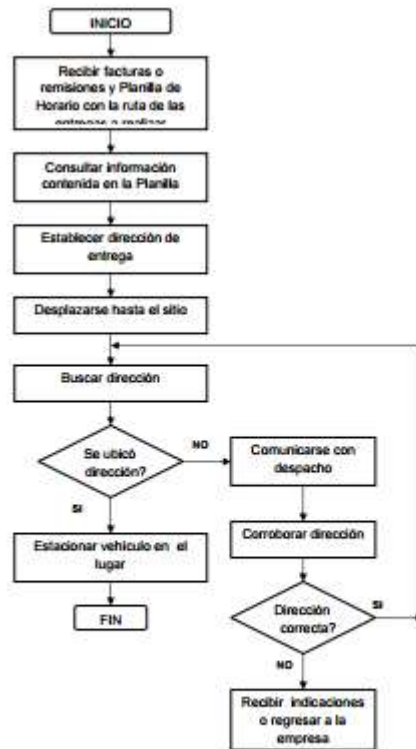 INICIO
Recibir facturas o
remisiones y Planilla de
Horario con la ruta de las
entregas a realizar
Consultar información
contenida en la Planilla
Establecer dirección de
entrega
Desplazarse hasta el sitio
Buscar dirección
Se ubicó
dirección?
NO
SI
Comunicarse con
despacho
Estacionar vehículo en el
lugar
FIN
Corroborar dirección
Dirección
correcta?
SI
NO
Recibir indicaciones
o regresar a la
empresa